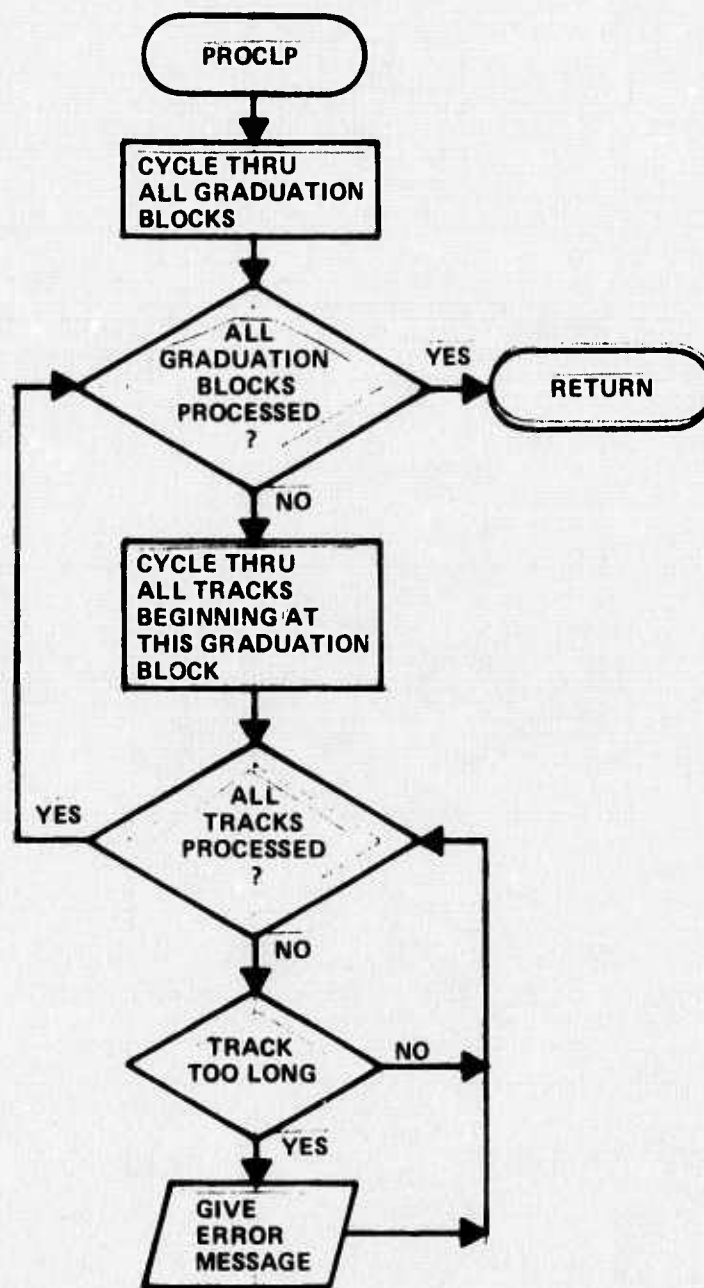 PROCLP
CYCLE THRU
ALL GRADUATION
BLOCKS
ALL
GRADUATION
BLOCKS
PROCESSED
?
YES
RETURN
NO
CYCLE THRU
ALL TRACKS
BEGINNING AT
THIS GRADUATION
BLOCK
YES
ALL
TRACKS
PROCESSED
?
NO
TRACK
TOO LONG
NO
YES
GIVE
ERROR
MESSAGE